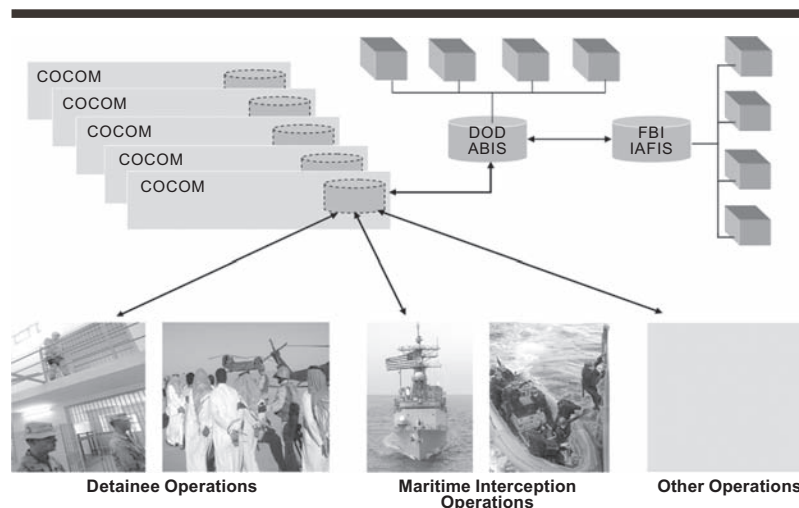 COCOM
COCOM
COCOM
COCOM
COCOM
DOD
ABIS
FBI
IAFIS
Detainee Operations
Maritime Interception
Operations
Other Operations